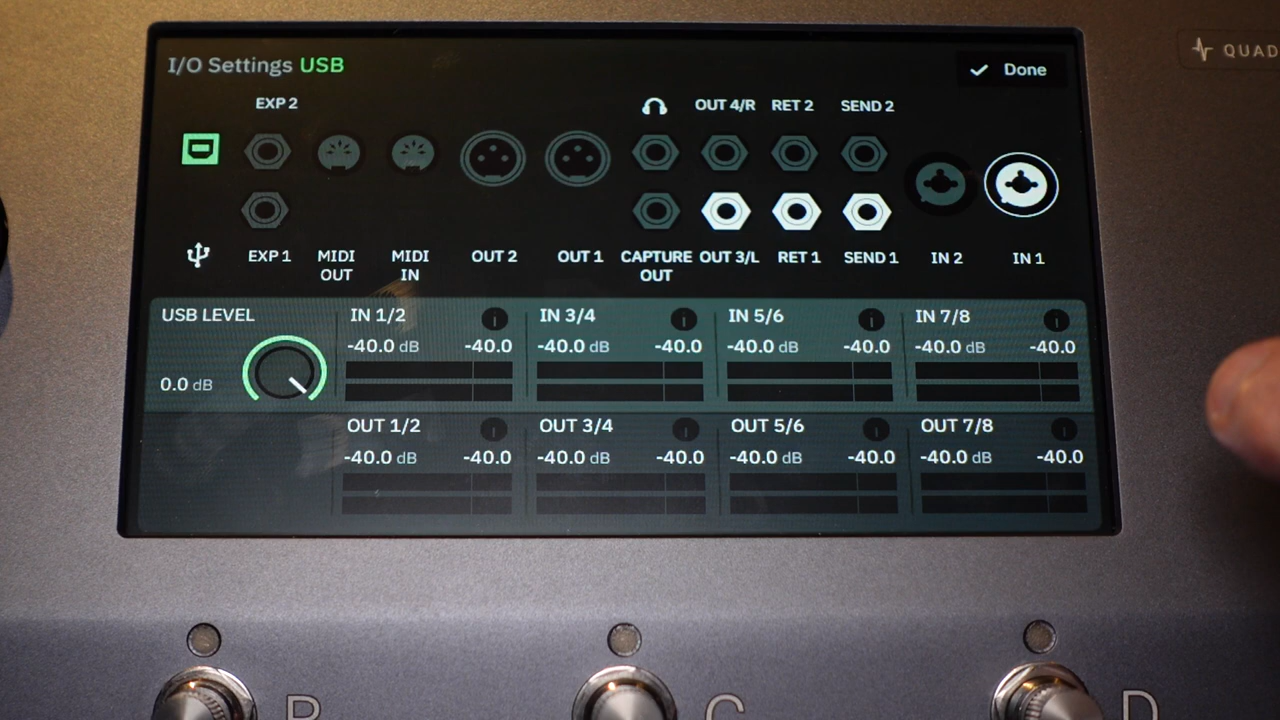 I/O Settings USB
Done
QUAD
EXP 2
OUT 4/R
RET 2
SEND 2
EXP 1
MIDI OUT
MIDI IN
OUT 2
OUT 1
CAPTURE OUT
OUT 3/L
RET 1
SEND 1
IN 2
IN 1
USB LEVEL
0.0 dB
IN 1/2
-40.0 dB -40.0
IN 3/4
-40.0 dB -40.0
IN 5/6
-40.0 dB -40.0
IN 7/8
-40.0 dB -40.0
OUT 1/2
-40.0 dB -40.0
OUT 3/4
-40.0 dB -40.0
OUT 5/6
-40.0 dB -40.0
OUT 7/8
-40.0 dB -40.0
C
D